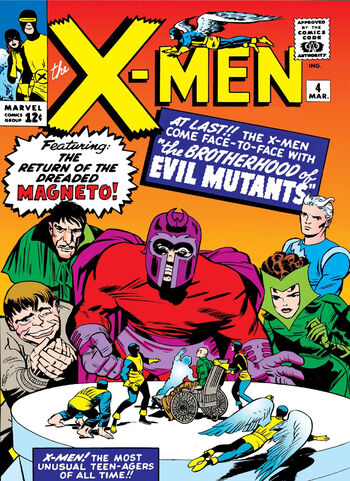 APPROVED
BY THE
COMICS
CODE
AUTHORITY
the
X-MEN
IND.
MARVEL
COMICS
GROUP
12¢
4
MAR.
AT LAST!! THE X-MEN
COME FACE-TO-FACE WITH
"the BROTHERHOOD of
EVIL MUTANTS"
Featuring:
THE
RETURN OF THE
DREADED
MAGNETO!
X-MEN! THE MOST
UNUSUAL TEEN-AGERS
OF ALL TIME!!